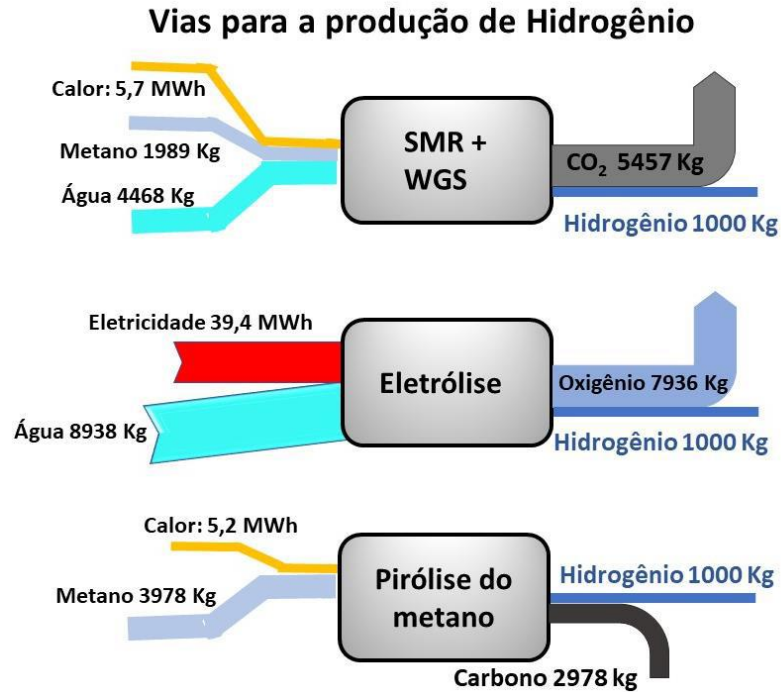 Vias para a produção de Hidrogênio
Calor: 5,7 MWh
Metano 1989 Kg
Água 4468 Kg
SMR +
WGS
CO₂ 5457 Kg
Hidrogênio 1000 Kg
Eletricidade 39,4 MWh
Água 8938 Kg
Eletrólise
Oxigênio 7936 Kg
Hidrogênio 1000 Kg
Calor: 5,2 MWh
Metano 3978 Kg
Pirólise do
metano
Hidrogênio 1000 Kg
Carbono 2978 kg